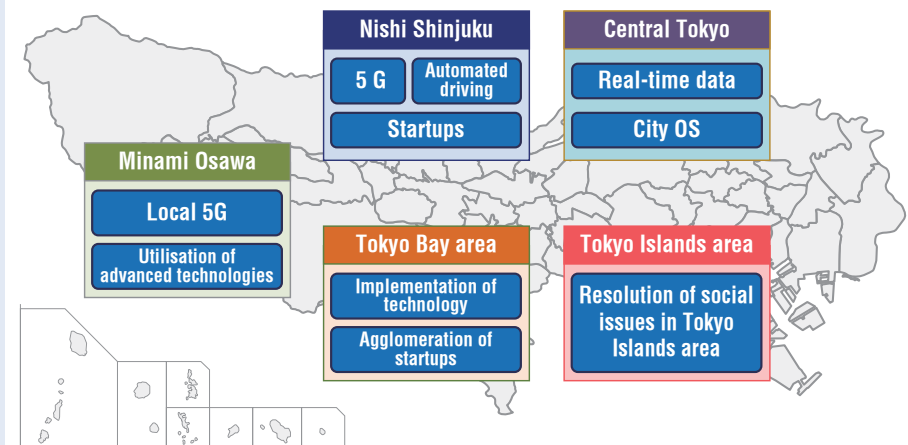 Nishi Shinjuku
5 G
Automated
driving
Startups
Central Tokyo
Real-time data
City OS
Minami Osawa
Local 5G
Utilisation of
advanced technologies
Tokyo Bay area
Implementation of
technology
Agglomeration of
startups
Tokyo Islands area
Resolution of social
issues in Tokyo
Islands area